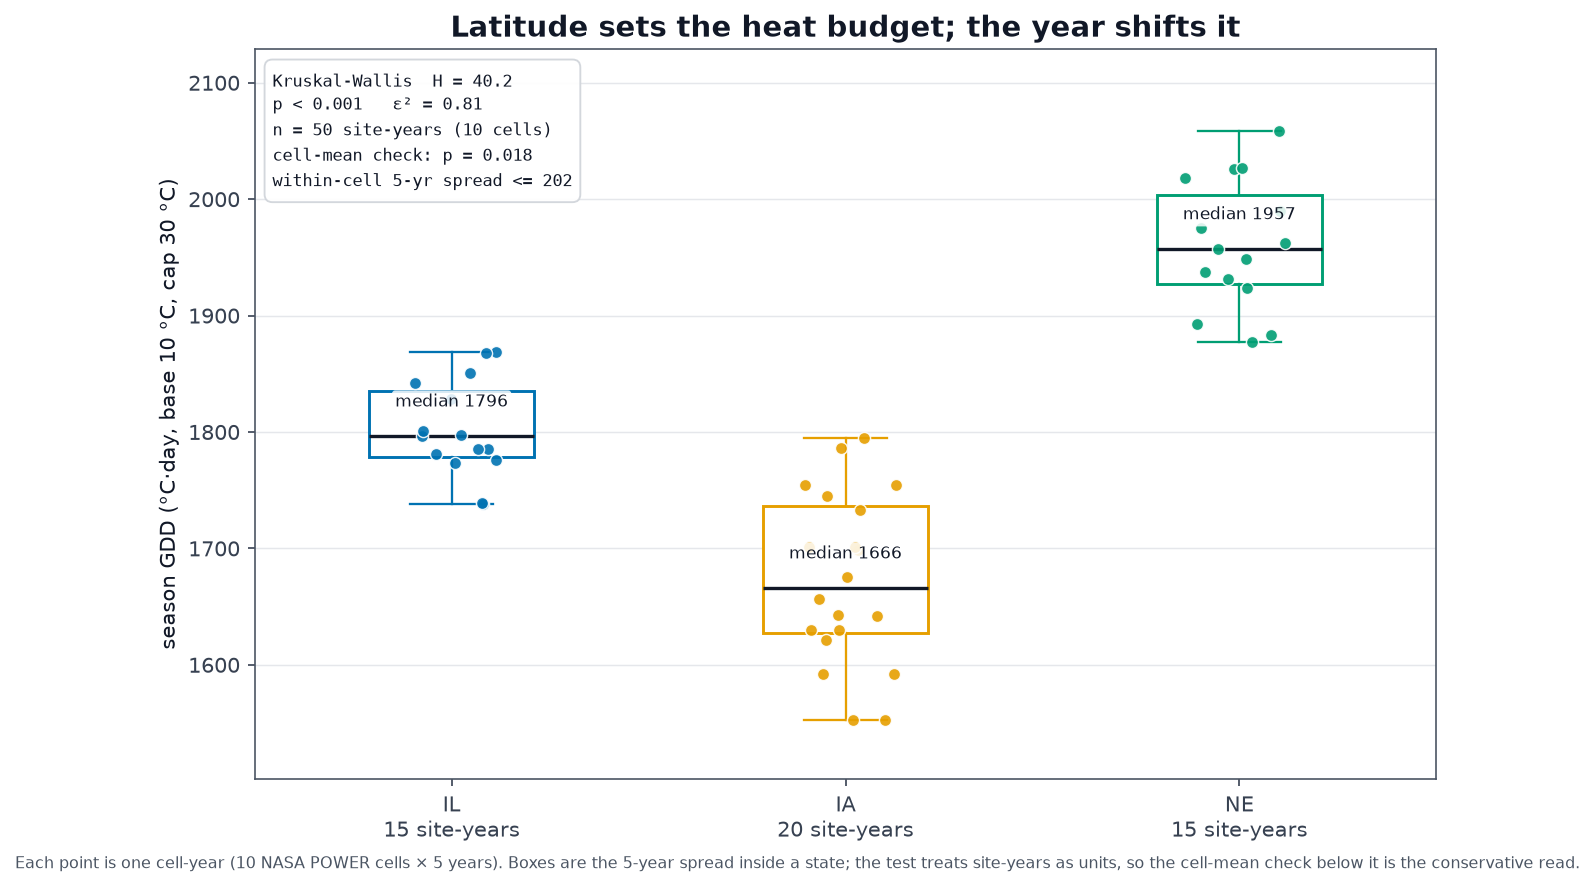 Latitude sets the heat budget; the year shifts it
Kruskal-Wallis  H = 40.2
p < 0.001   ε² = 0.81
n = 50 site-years (10 cells)
cell-mean check: p = 0.018
within-cell 5-yr spread <= 202
season GDD (°C·day, base 10 °C, cap 30 °C)
2100
2000
1900
1800
1700
1600
median 1796
median 1666
median 1957
IL
15 site-years
IA
20 site-years
NE
15 site-years
Each point is one cell-year (10 NASA POWER cells × 5 years). Boxes are the 5-year spread inside a state; the test treats site-years as units, so the cell-mean check below it is the conservative read.